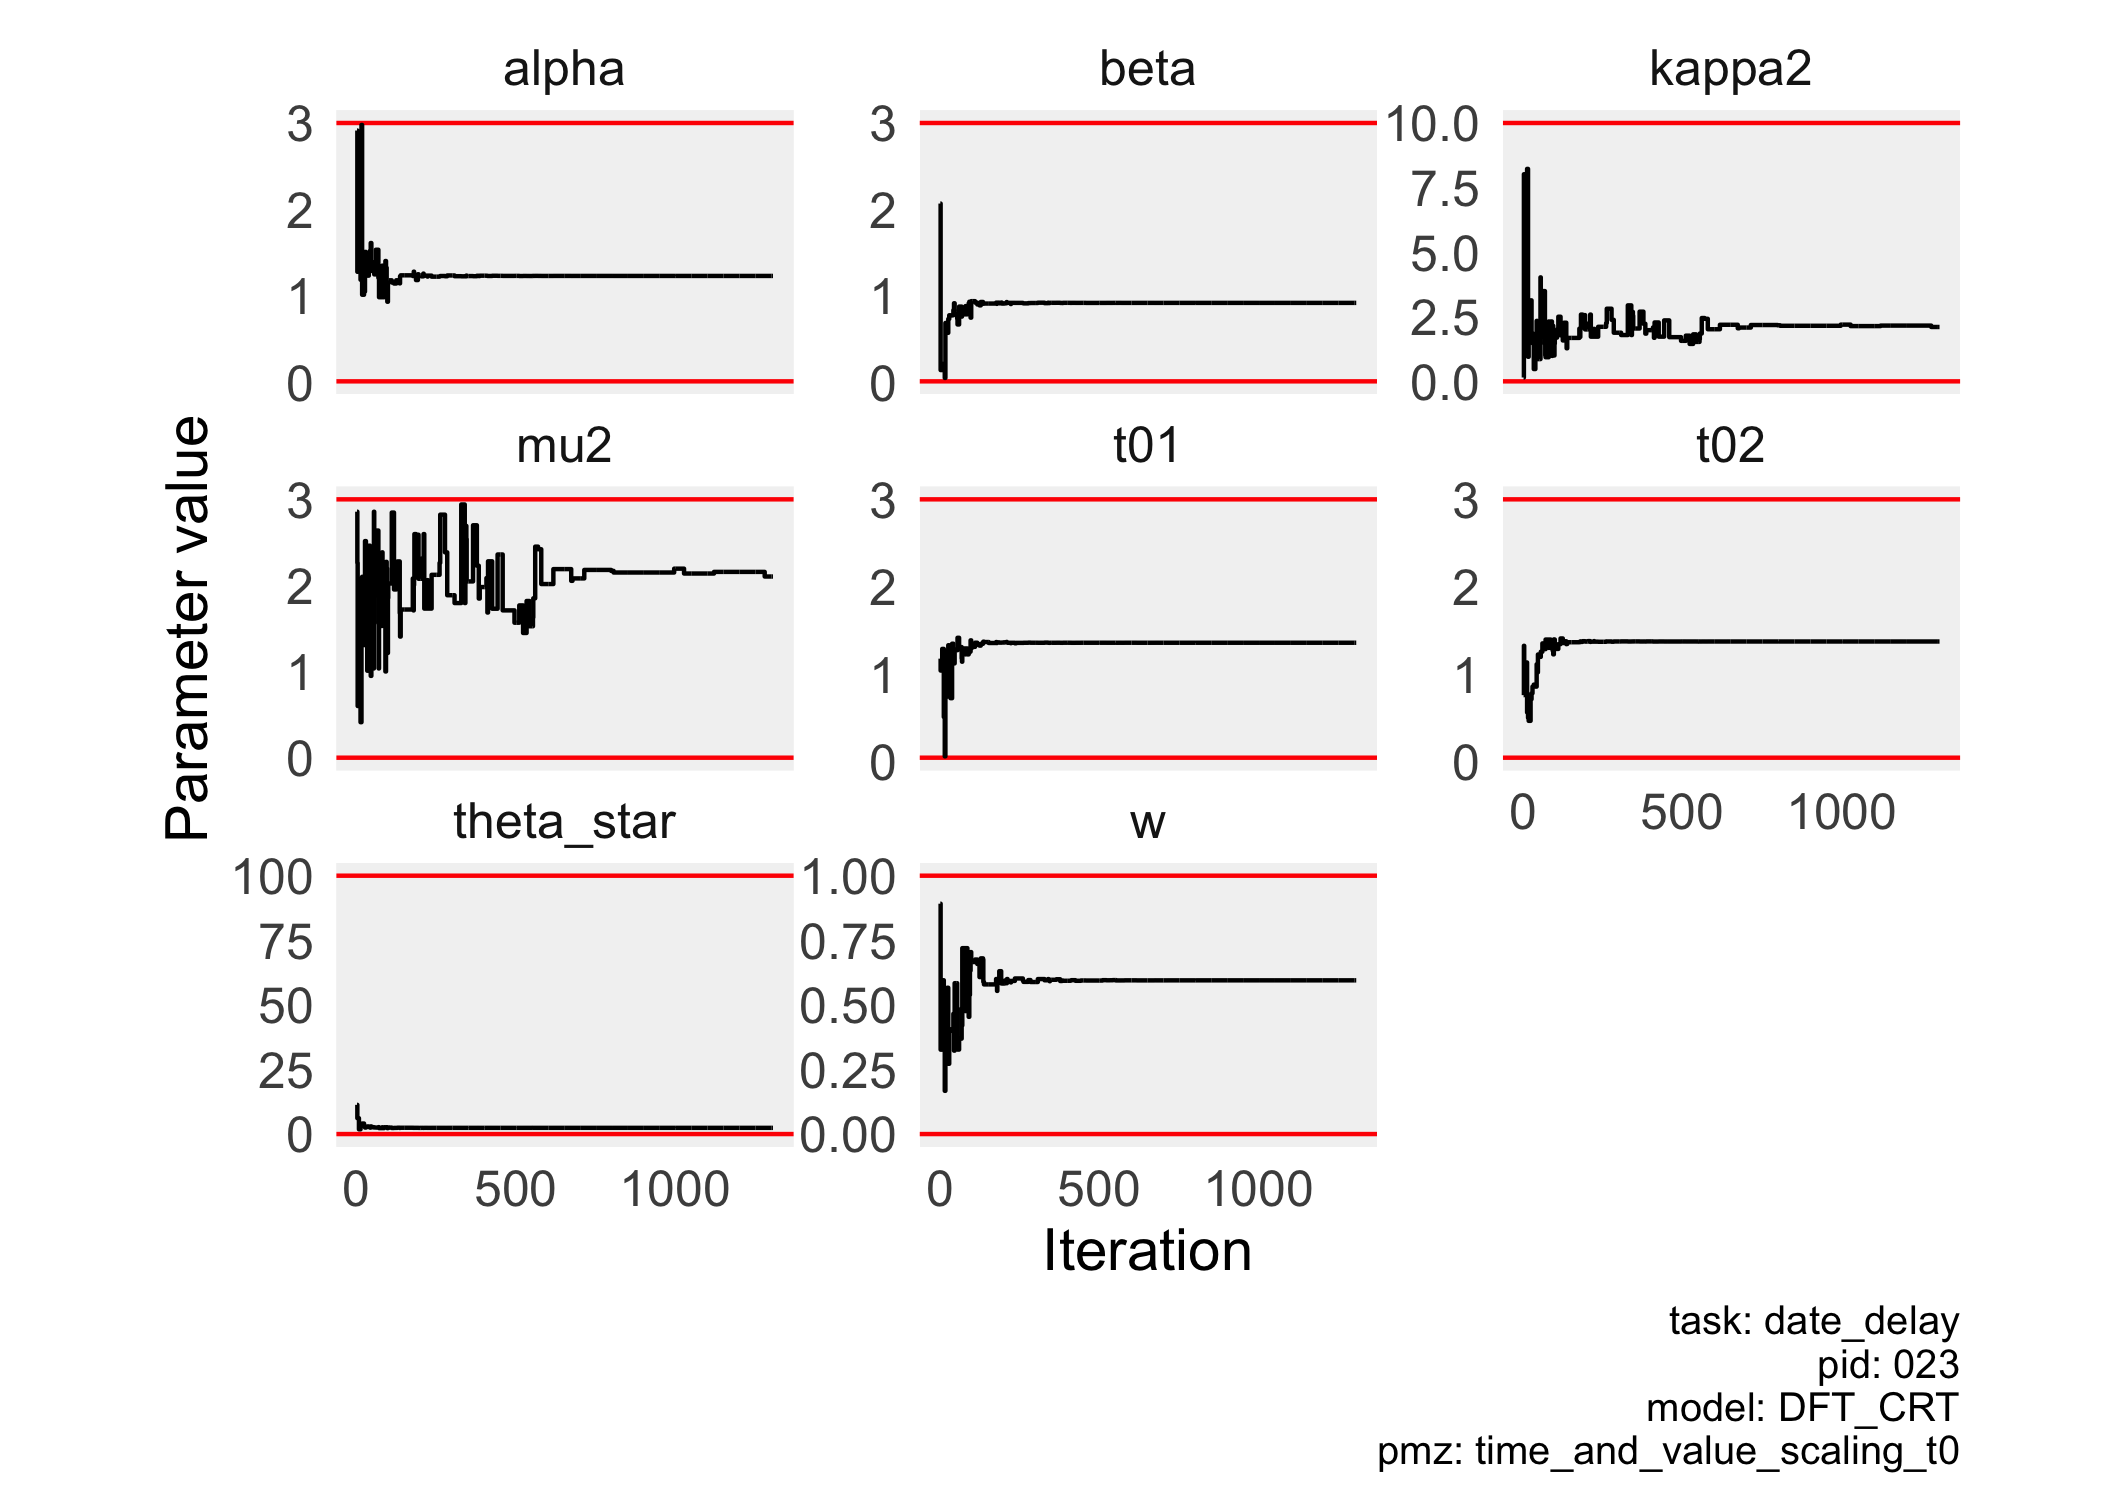 alpha
beta
kappa2
3
2
1
0
3
2
1
0
10.0
7.5
5.0
2.5
0.0
mu2
t01
t02
3
2
1
0
3
2
1
0
3
2
1
0
0 500 1000
theta_star
w
100
75
50
25
0
1.00
0.75
0.50
0.25
0.00
0 500 1000
0 500 1000
Parameter value
Iteration
task: date_delay
pid: 023
model: DFT_CRT
pmz: time_and_value_scaling_t0